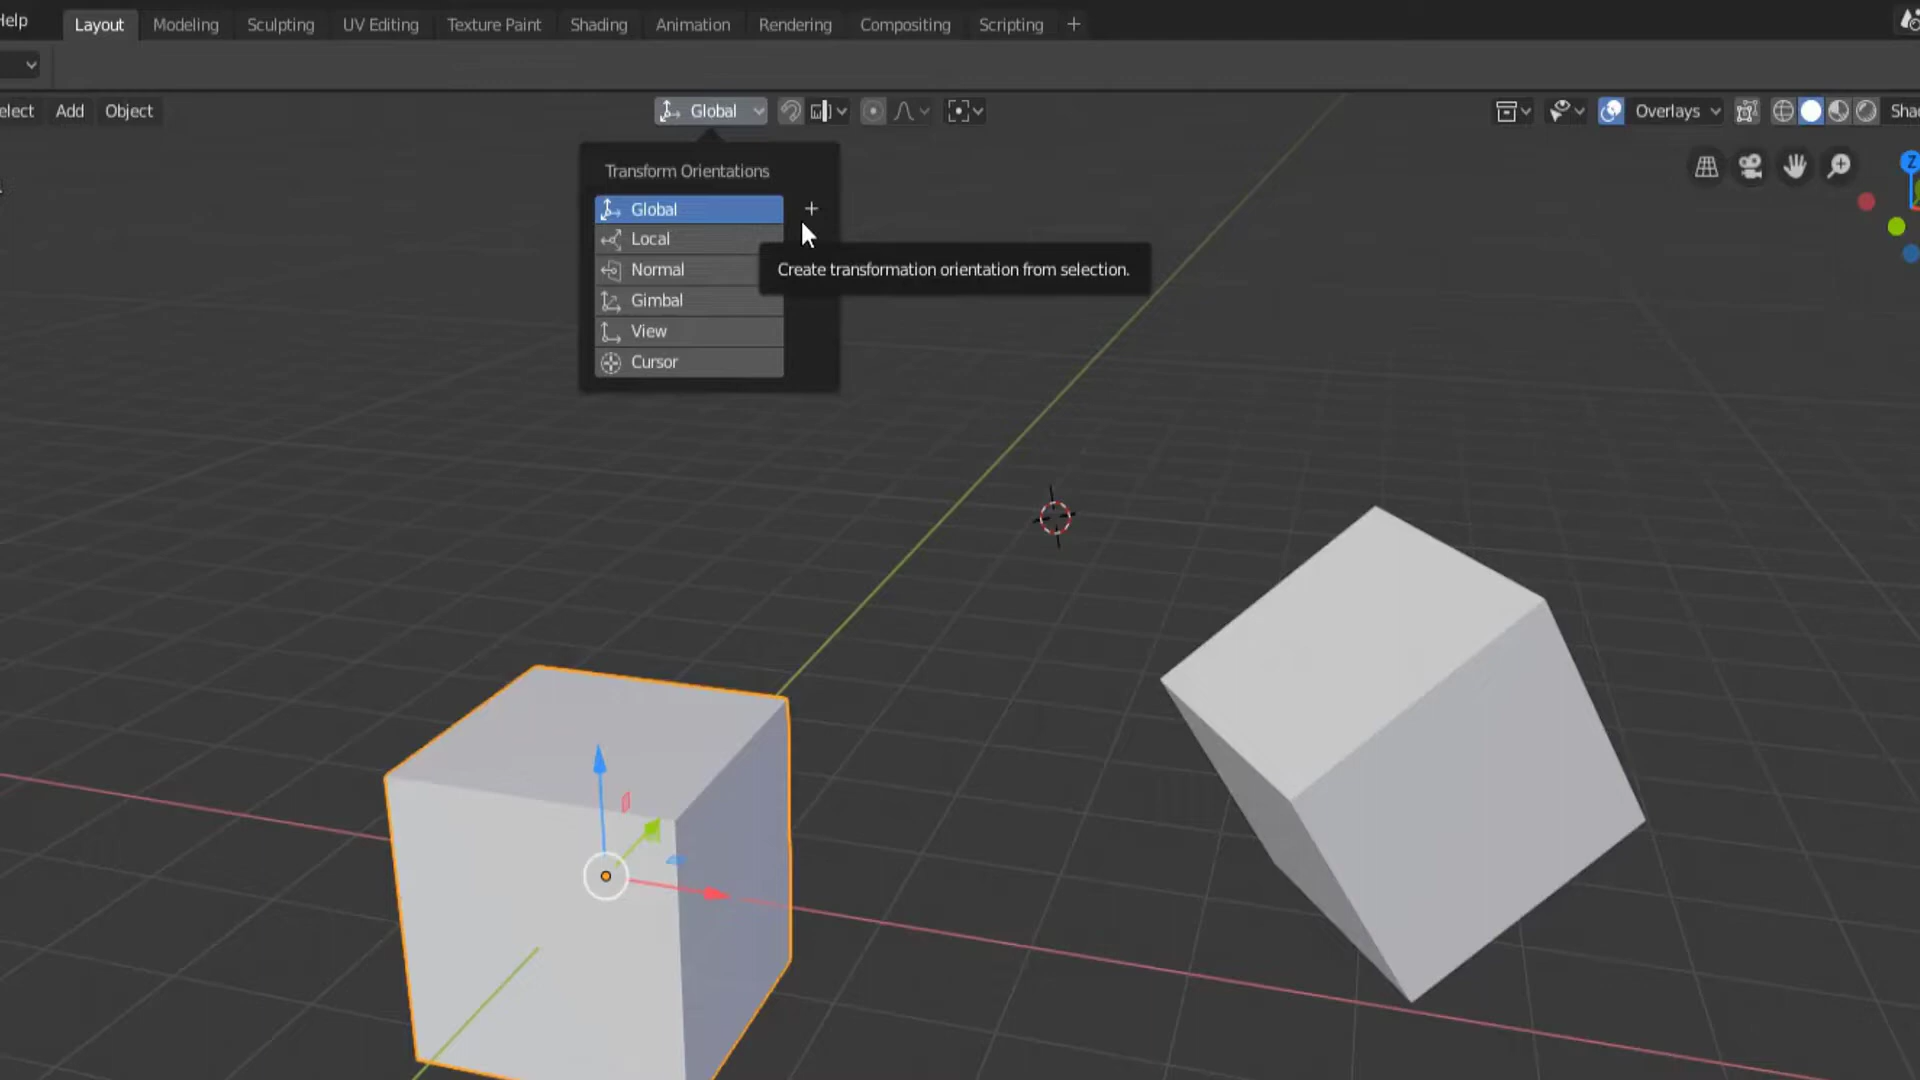 Help Layout Modeling Sculpting UV Editing Texture Paint Shading Animation Rendering Compositing Scripting +
elect Add Object Global Overlays Sha
Transform Orientations
Global +
Local
Create transformation orientation from selection.
Normal
Gimbal
View
Cursor
Z